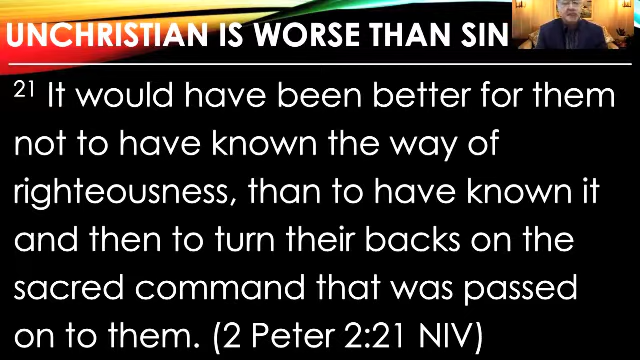 UNCHRISTIAN IS WORSE THAN SIN
21 It would have been better for them
not to have known the way of
righteousness, than to have known it
and then to turn their backs on the
sacred command that was passed
on to them. (2 Peter 2:21 NIV)